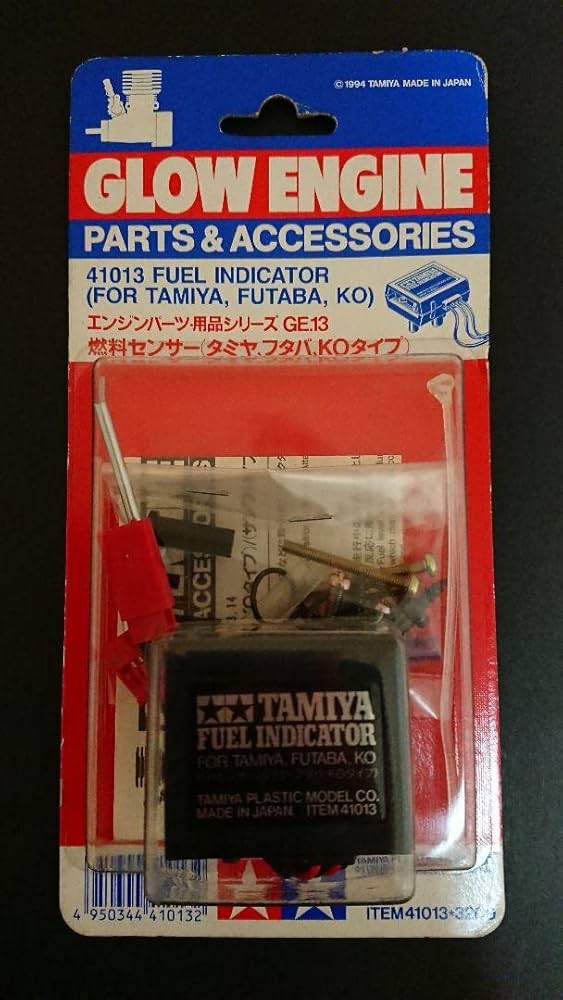 ©1994 TAMIYA MADE IN JAPAN
GLOW ENGINE
PARTS & ACCESSORIES
41013 FUEL INDICATOR
(FOR TAMIYA, FUTABA, KO)
エンジンパーツ・用品シリーズ GE.13
燃料センサー(タミヤ、フタバ、KOタイプ)
TAMIYA
FUEL INDICATOR
FOR TAMIYA, FUTABA, KO
TAMIYA PLASTIC MODEL CO.
MADE IN JAPAN. ITEM 41013
TAMIYA
4 950344 410132
ITEM 41013